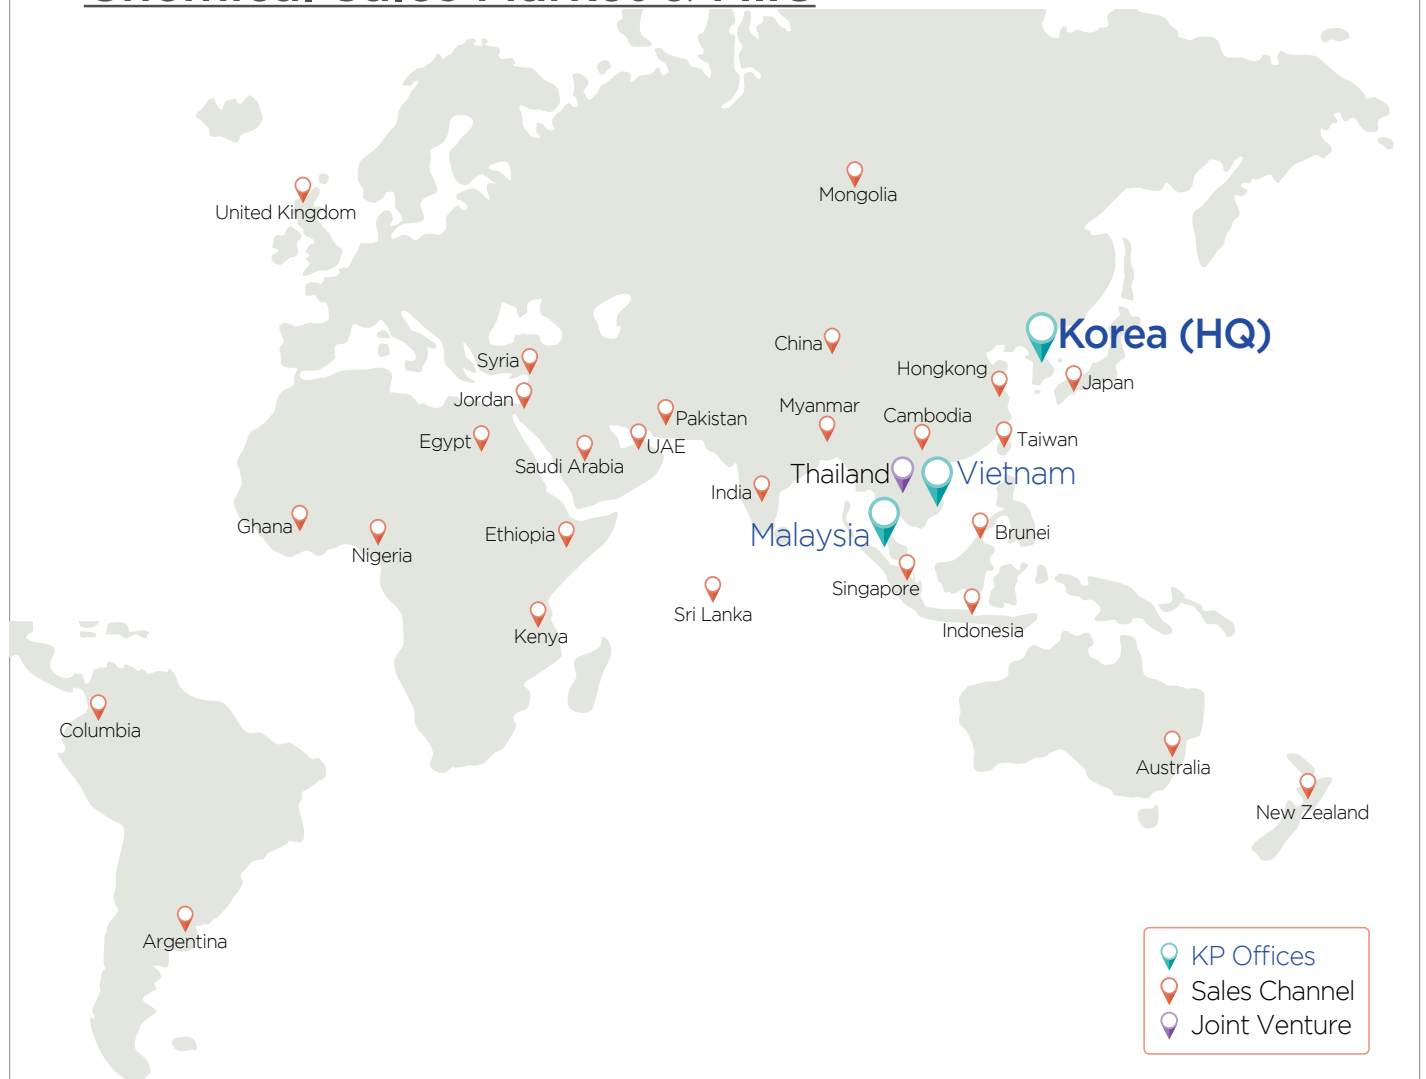 United Kingdom
Mongolia
Korea (HQ)
China
Syria
Hongkong
Japan
Jordan
Myanmar
Cambodia
Pakistan
Egypt
UAE
Taiwan
Saudi Arabia
Thailand
Vietnam
India
Ghana
Nigeria
Ethiopia
Malaysia
Brunei
Singapore
Sri Lanka
Indonesia
Kenya
Columbia
Australia
New Zealand
Argentina
KP Offices
Sales Channel
Joint Venture